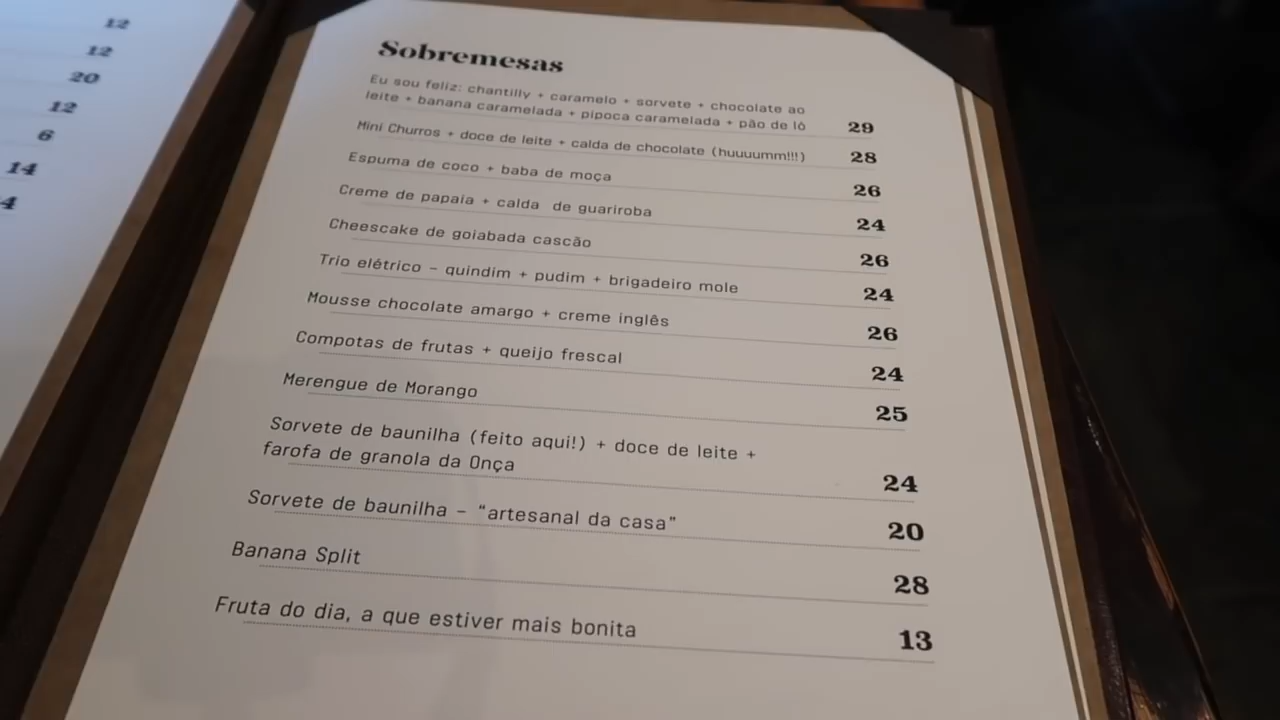 12
12
20
12
6
14
4
Sobremesas
Eu sou feliz: chantilly + caramelo + sorvete + chocolate ao
leite + banana caramelada + pipoca caramelada + pão de ló 29
Mini Churros + doce de leite + calda de chocolate (huuuumm!!!) 28
Espuma de coco + baba de moça 26
Creme de papaia + calda de guariroba 24
Cheescake de goiabada cascão 26
Trio elétrico - quindim + pudim + brigadeiro mole 24
Mousse chocolate amargo + creme inglês 26
Compotas de frutas + queijo frescal 24
Merengue de Morango 25
Sorvete de baunilha (feito aqui!) + doce de leite +
farofa de granola da Onça 24
Sorvete de baunilha - "artesanal da casa" 20
Banana Split 28
Fruta do dia, a que estiver mais bonita 13